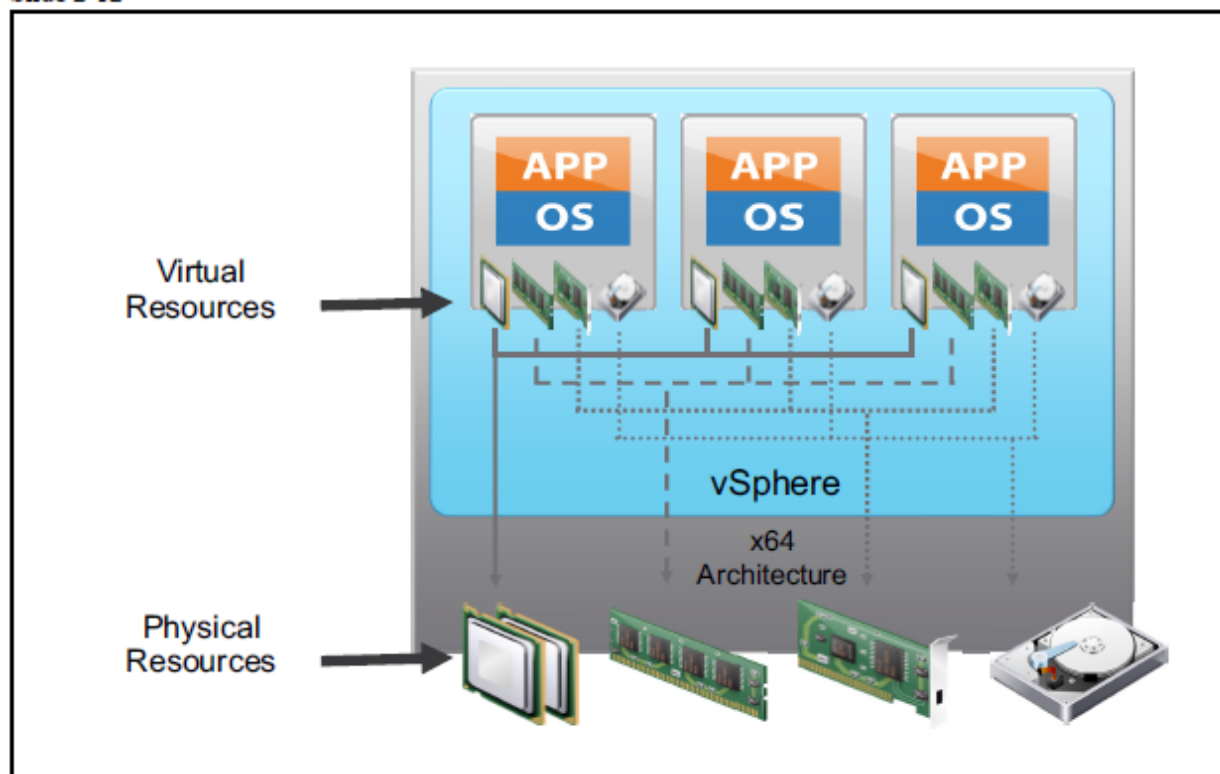 APP
OS
APP
OS
APP
OS
Virtual
Resources
vSphere
x64
Architecture
Physical
Resources